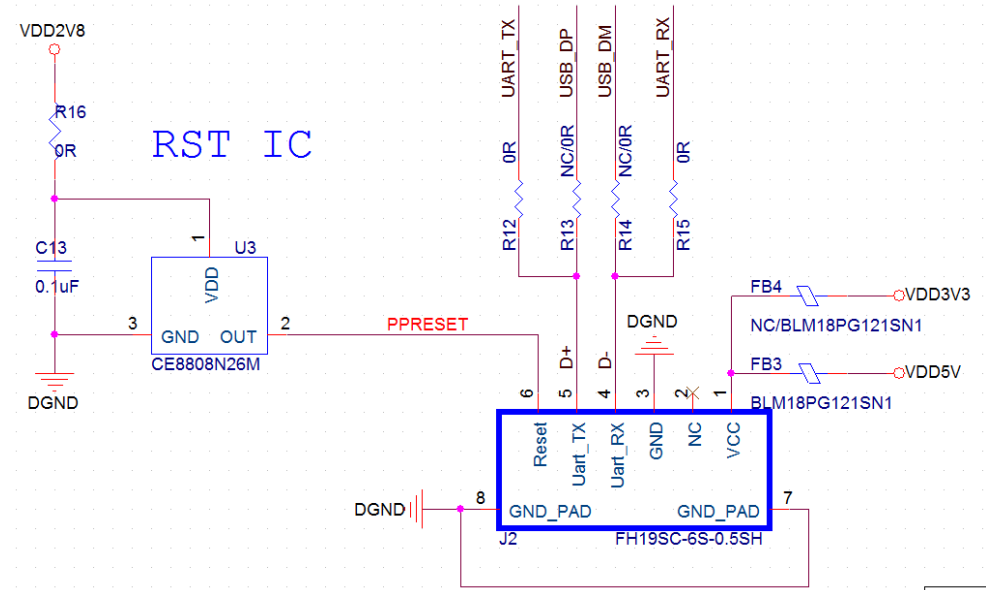 VDD2V8
R16
0R
RST IC
C13
0.1uF
1
U3
VDD
3
GND
OUT
2
CE8808N26M
DGND
PPRESET
UART_TX
USB_DP
USB_DM
UART_RX
0R
NC/0R
NC/0R
0R
R12
R13
R14
R15
FB4
VDD3V3
NC/BLM18PG121SN1
FB3
VDD5V
BLM18PG121SN1
DGND
D+
D-
6
5
4
3
2
1
Reset
Uart_TX
Uart_RX
GND
NC
VCC
DGND
8
GND_PAD
GND_PAD
7
J2
FH19SC-6S-0.5SH